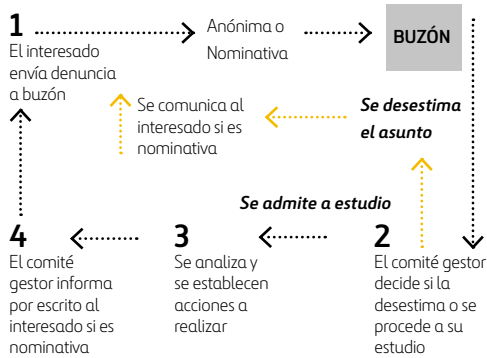 1
El interesado
envía denuncia
a buzón
Anónima o
Nominativa
BUZÓN
Se comunica al
interesado si es
nominativa
Se desestima
el asunto
Se admite a estudio
4
El comité
gestor informa
por escrito al
interesado si es
nominativa
3
Se analiza y
se establecen
acciones a
realizar
2
El comité gestor
decide si la
desestima o se
procede a su
estudio